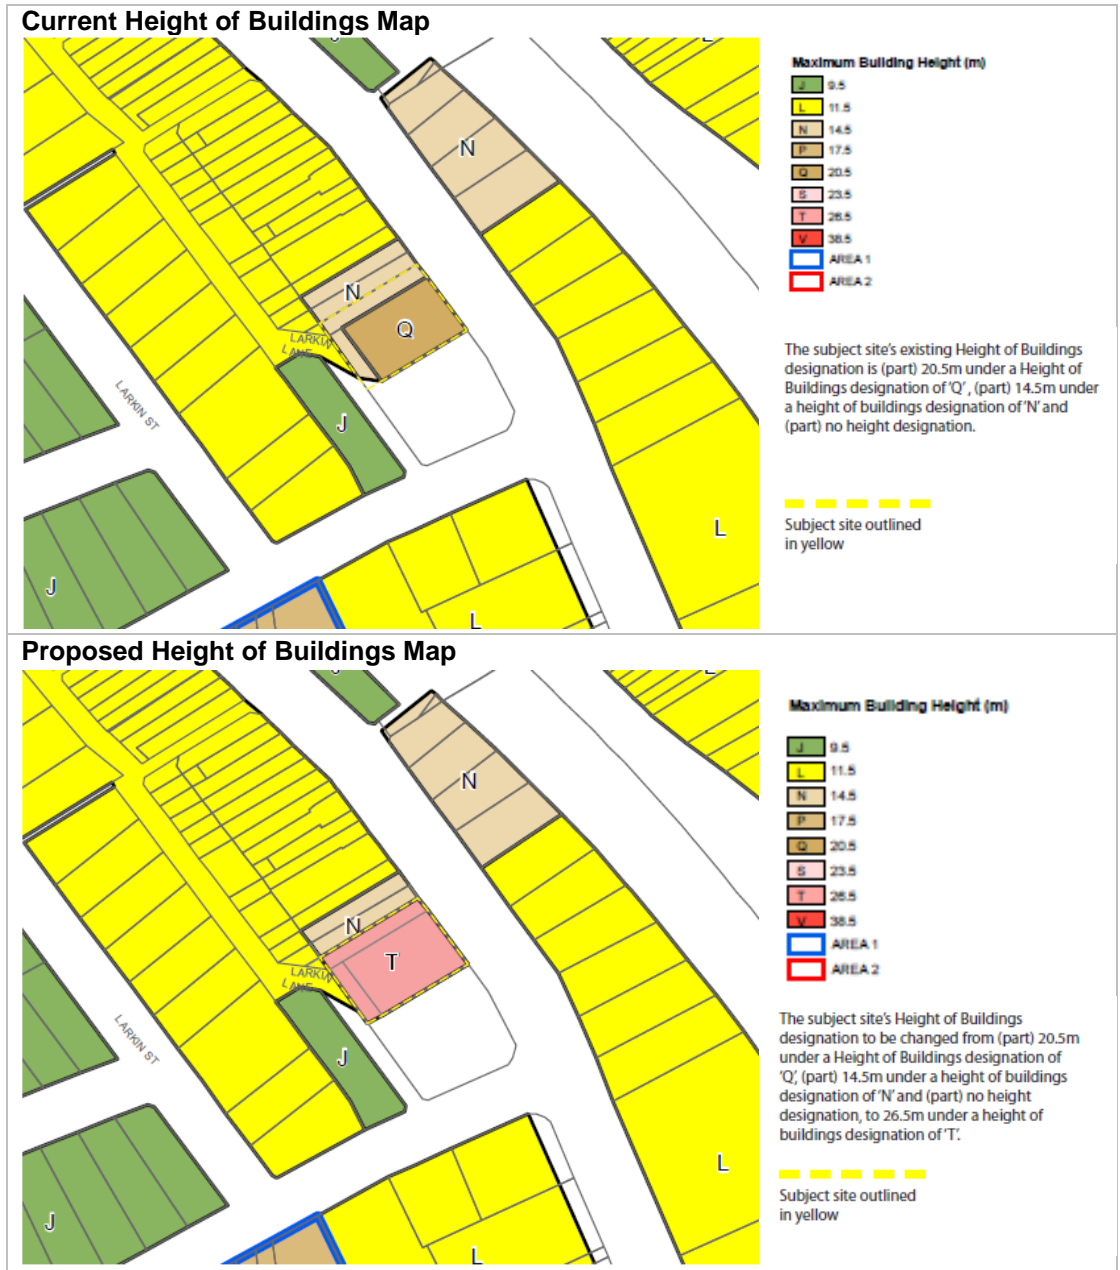 Current Height of Buildings Map
J
L
N
N
Q
LARKIN
LANE
LARKIN ST
J
L
J
L
Maximum Building Height (m)
J 9.5
L 11.5
N 14.5
P 17.5
Q 20.5
S 23.5
T 26.5
V 38.5
AREA 1
AREA 2
The subject site's existing Height of Buildings
designation is (part) 20.5m under a Height of
Buildings designation of 'Q', (part) 14.5m under
a height of buildings designation of 'N' and
(part) no height designation.
Subject site outlined
in yellow
Proposed Height of Buildings Map
J
L
N
N
T
LARKIN
LANE
LARKIN ST
J
L
J
L
Maximum Building Height (m)
J 9.5
L 11.5
N 14.5
P 17.5
Q 20.5
S 23.5
T 26.5
V 38.5
AREA 1
AREA 2
The subject site's Height of Buildings
designation to be changed from (part) 20.5m
under a Height of Buildings designation of
'Q', (part) 14.5m under a height of buildings
designation of 'N' and (part) no height
designation, to 26.5m under a height of
buildings designation of 'T'.
Subject site outlined
in yellow